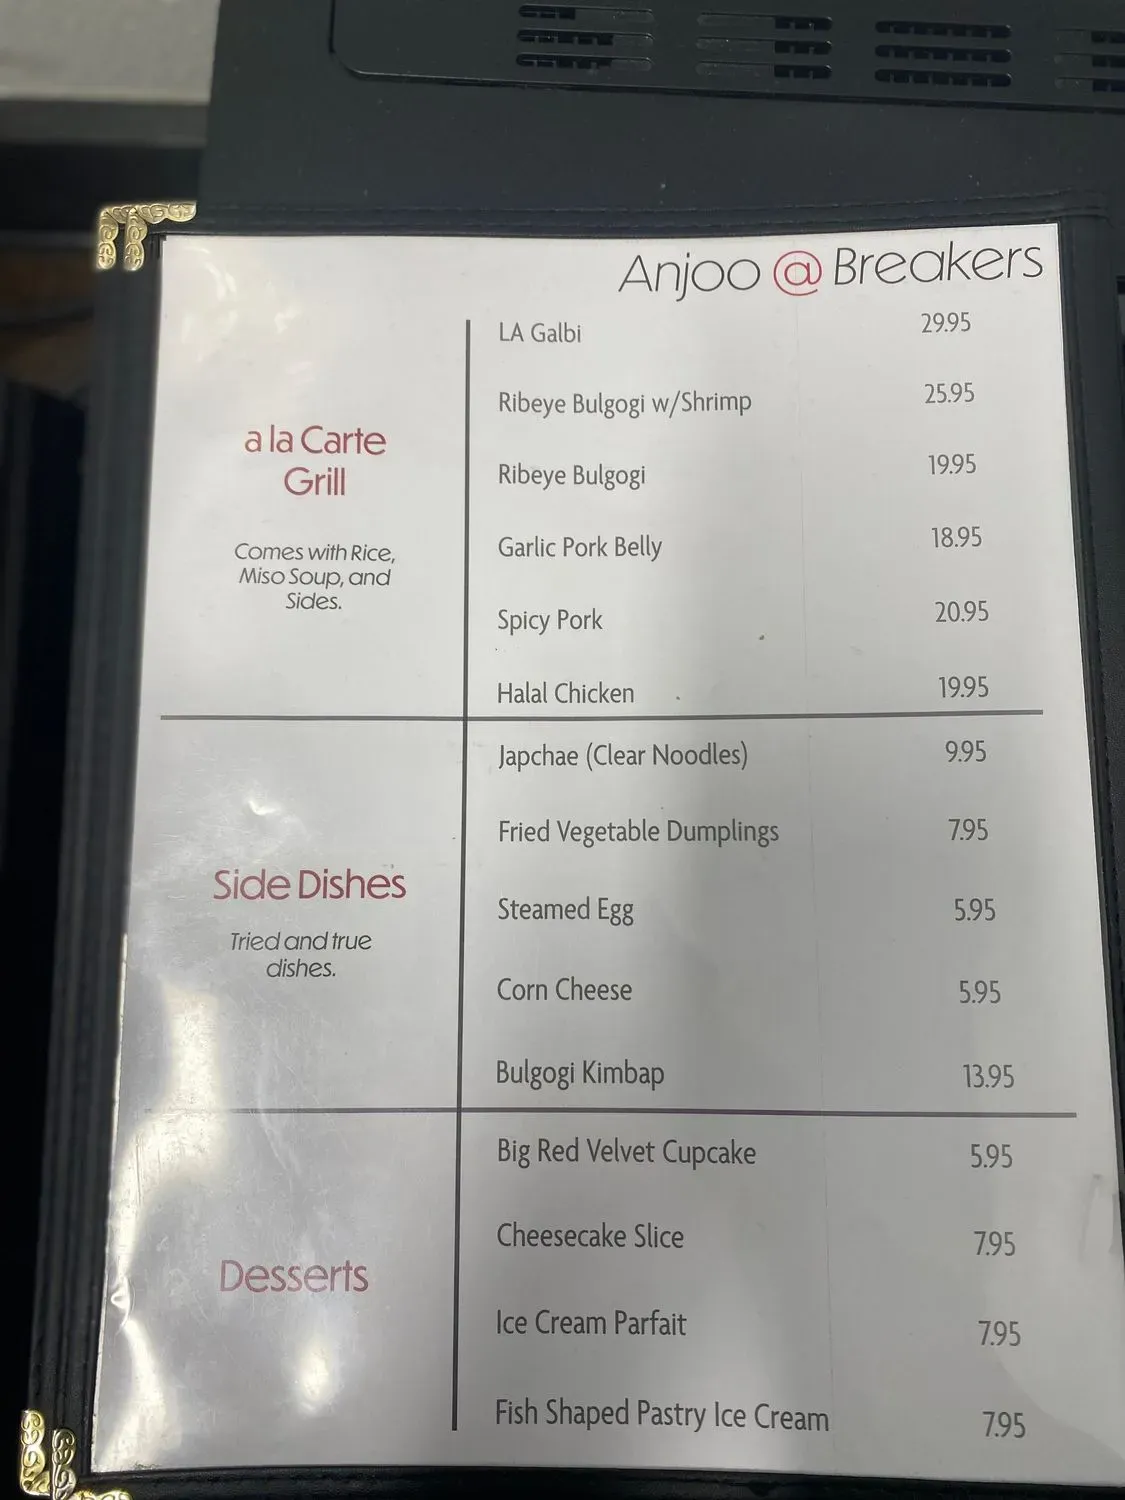 Anjoo @ Breakers
a la Carte
Grill
Comes with Rice,
Miso Soup, and
Sides.
LA Galbi 29.95
Ribeye Bulgogi w/Shrimp 25.95
Ribeye Bulgogi 19.95
Garlic Pork Belly 18.95
Spicy Pork 20.95
Halal Chicken 19.95
Side Dishes
Tried and true
dishes.
Japchae (Clear Noodles) 9.95
Fried Vegetable Dumplings 7.95
Steamed Egg 5.95
Corn Cheese 5.95
Bulgogi Kimbap 13.95
Desserts
Big Red Velvet Cupcake 5.95
Cheesecake Slice 7.95
Ice Cream Parfait 7.95
Fish Shaped Pastry Ice Cream 7.95